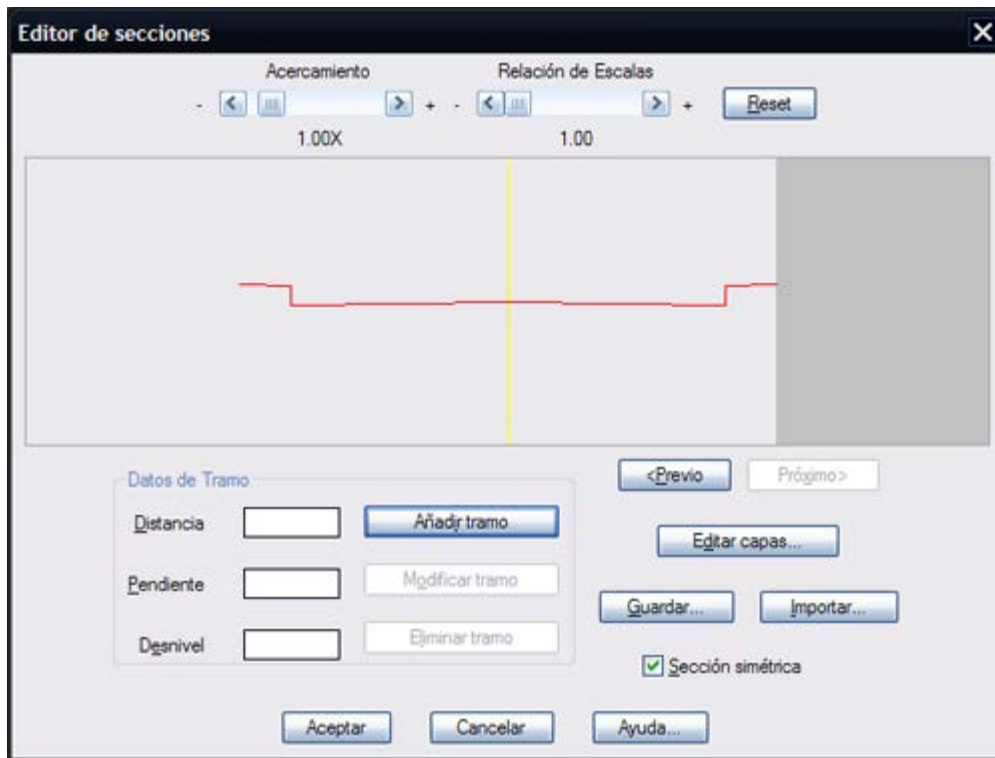 Editor de secciones
Acercamiento
Relación de Escalas
- + - + Reset
1.00X
1.00
Datos de Tramo
Distancia
Añadir tramo
Pendiente
Modificar tramo
Desnivel
Eliminar tramo
<Previo
Próximo>
Editar capas...
Guardar...
Importar...
Sección simétrica
Aceptar
Cancelar
Ayuda...